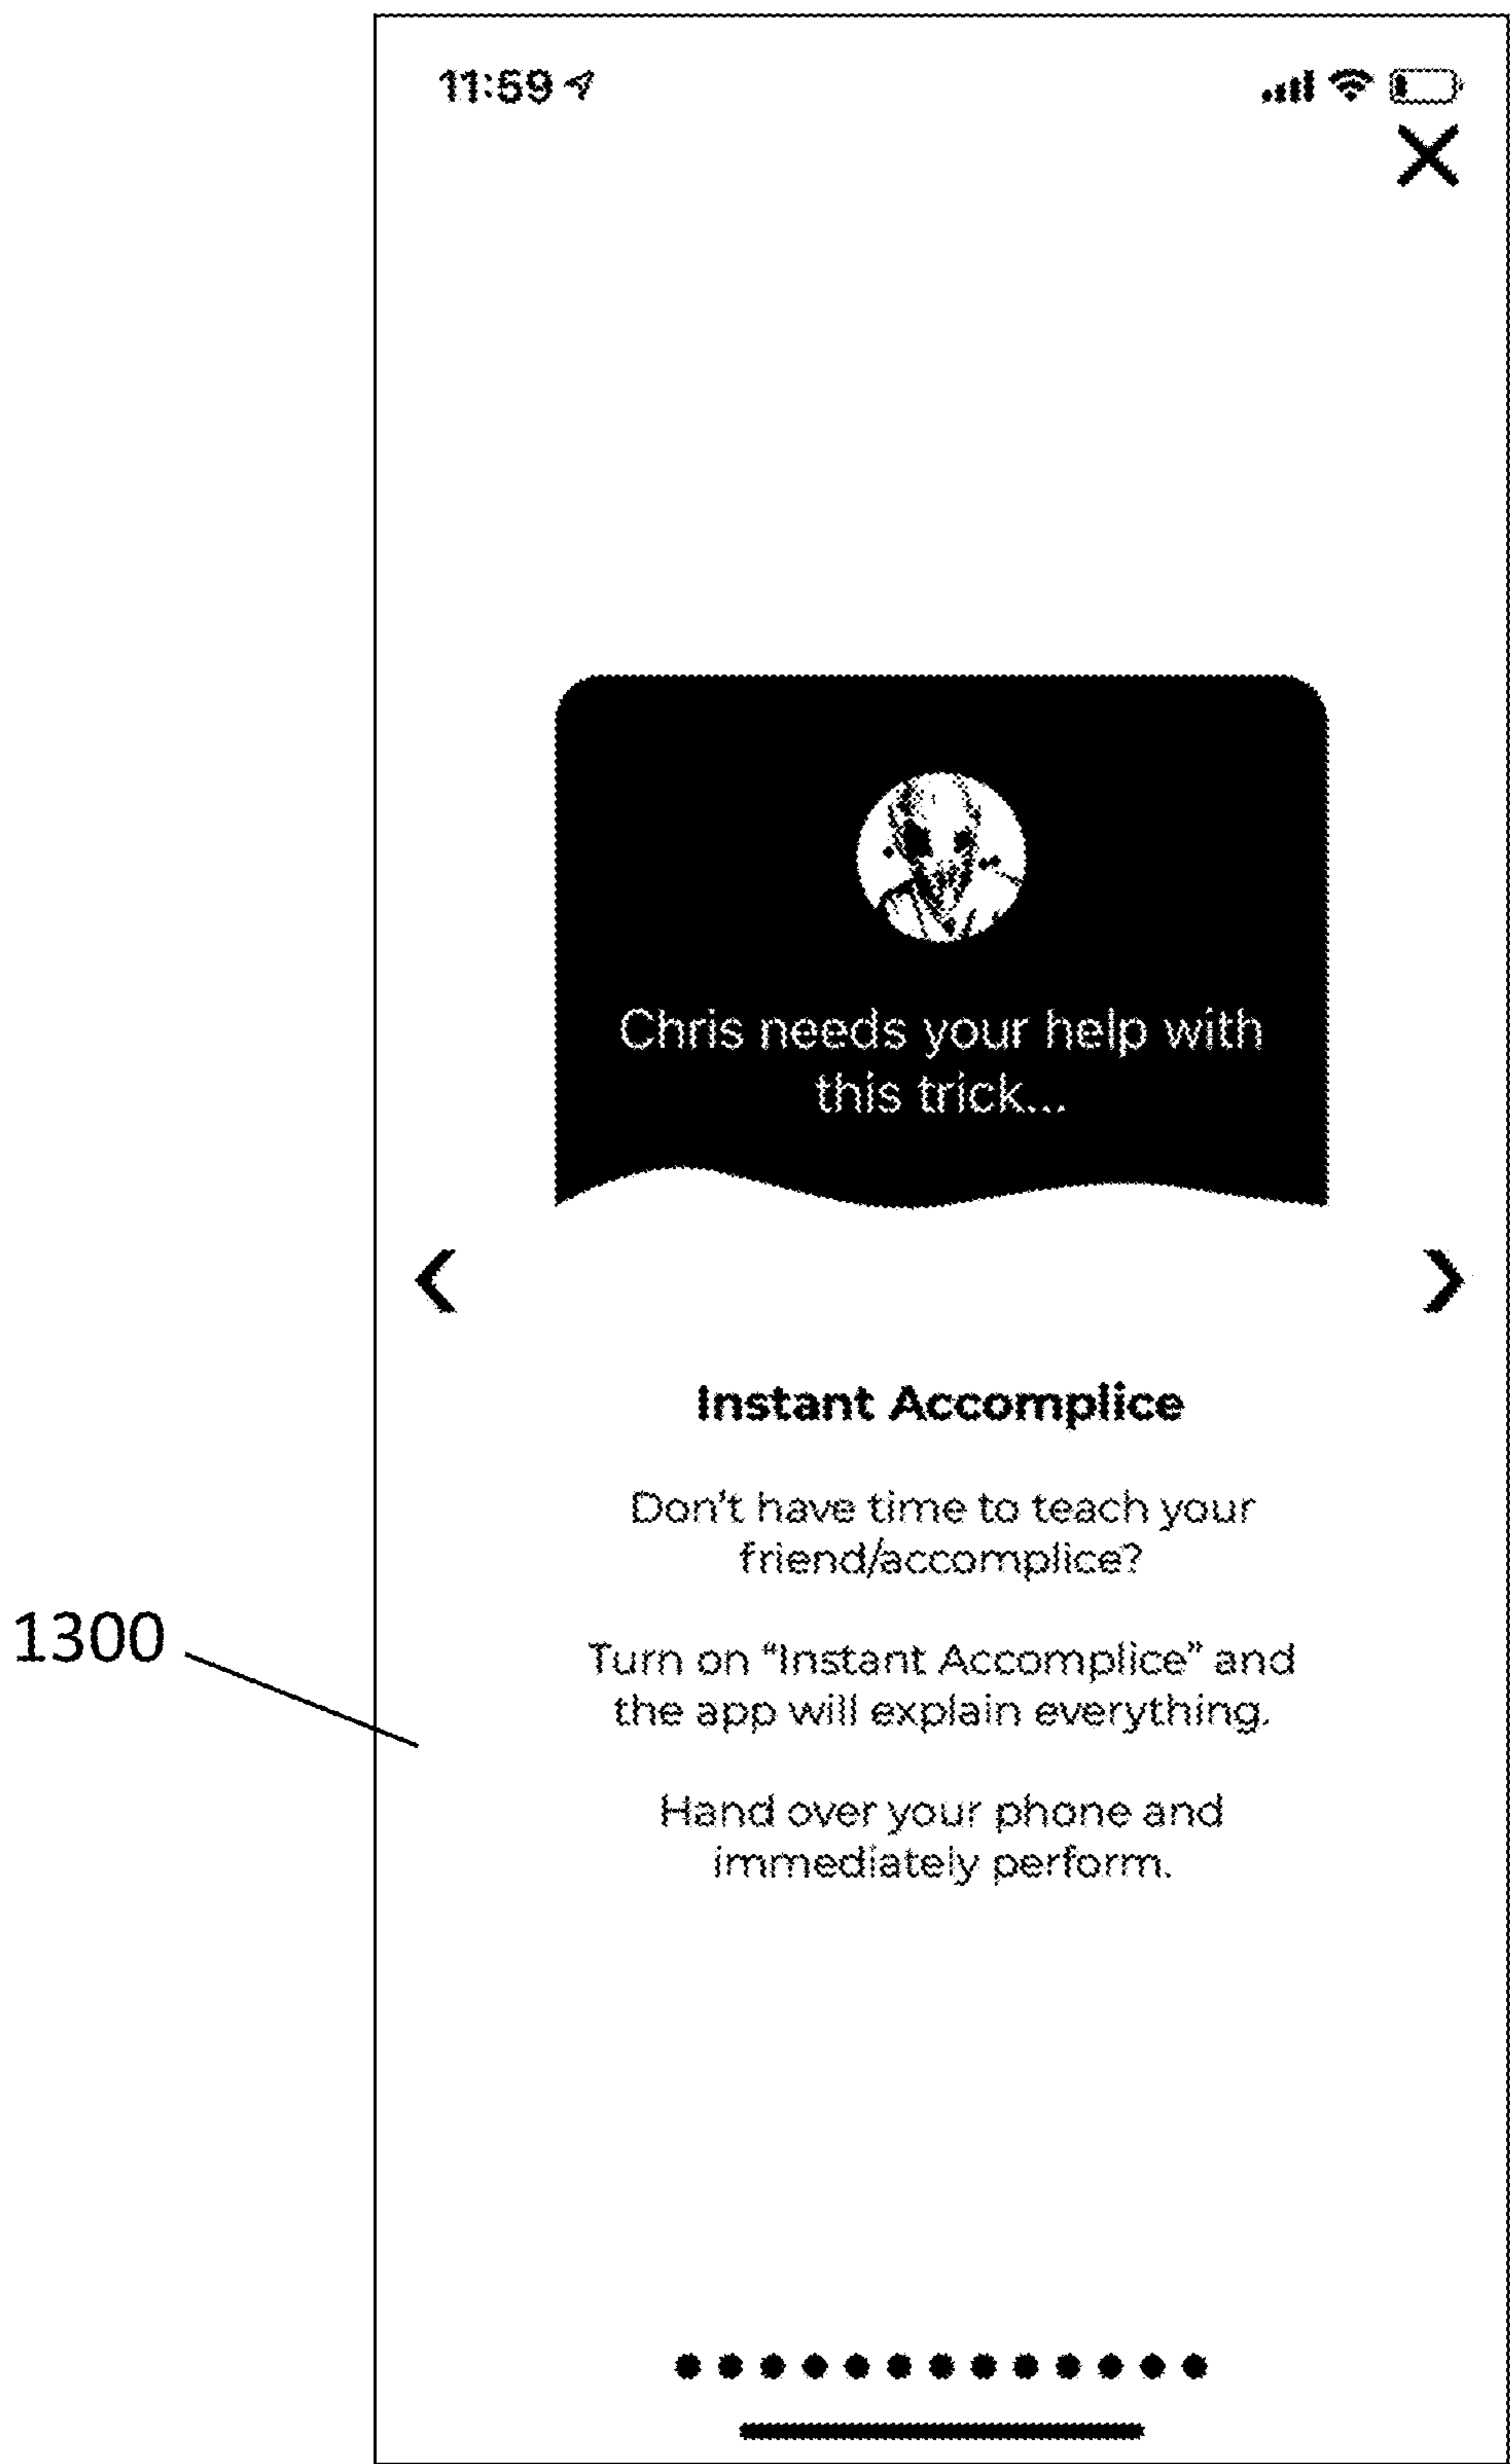 11:59
Chris needs your help with
this trick...
Instant Accomplice
Don't have time to teach your
friend/accomplice?
Turn on “Instant Accomplice” and
the app will explain everything.
1300
Hand over your phone and
immediately perform.